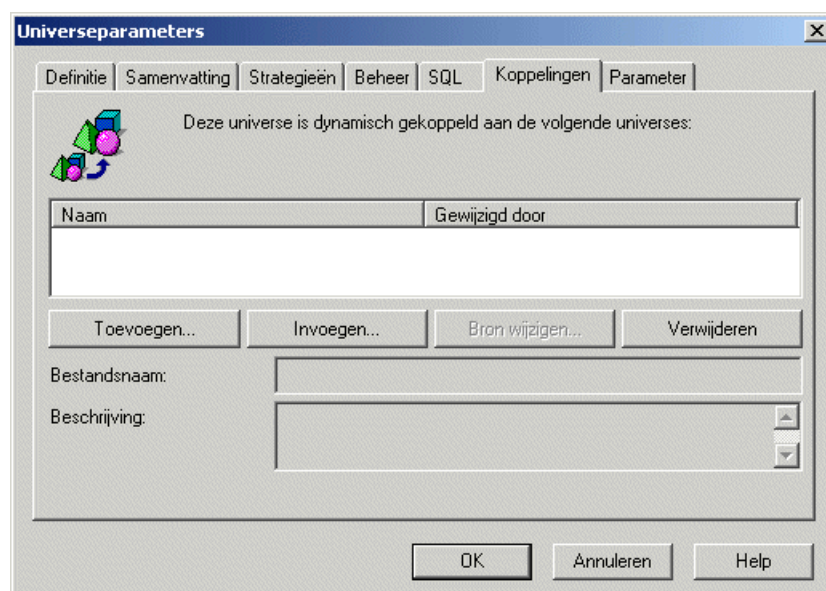 Universeparameters
Definitie Samenvatting Strategieën Beheer SQL Koppelingen Parameter
Deze universe is dynamisch gekoppeld aan de volgende universes:
Naam Gewijzigd door
Toevoegen... Invoegen... Bron wijzigen... Verwijderen
Bestandsnaam:
Beschrijving:
OK Annuleren Help